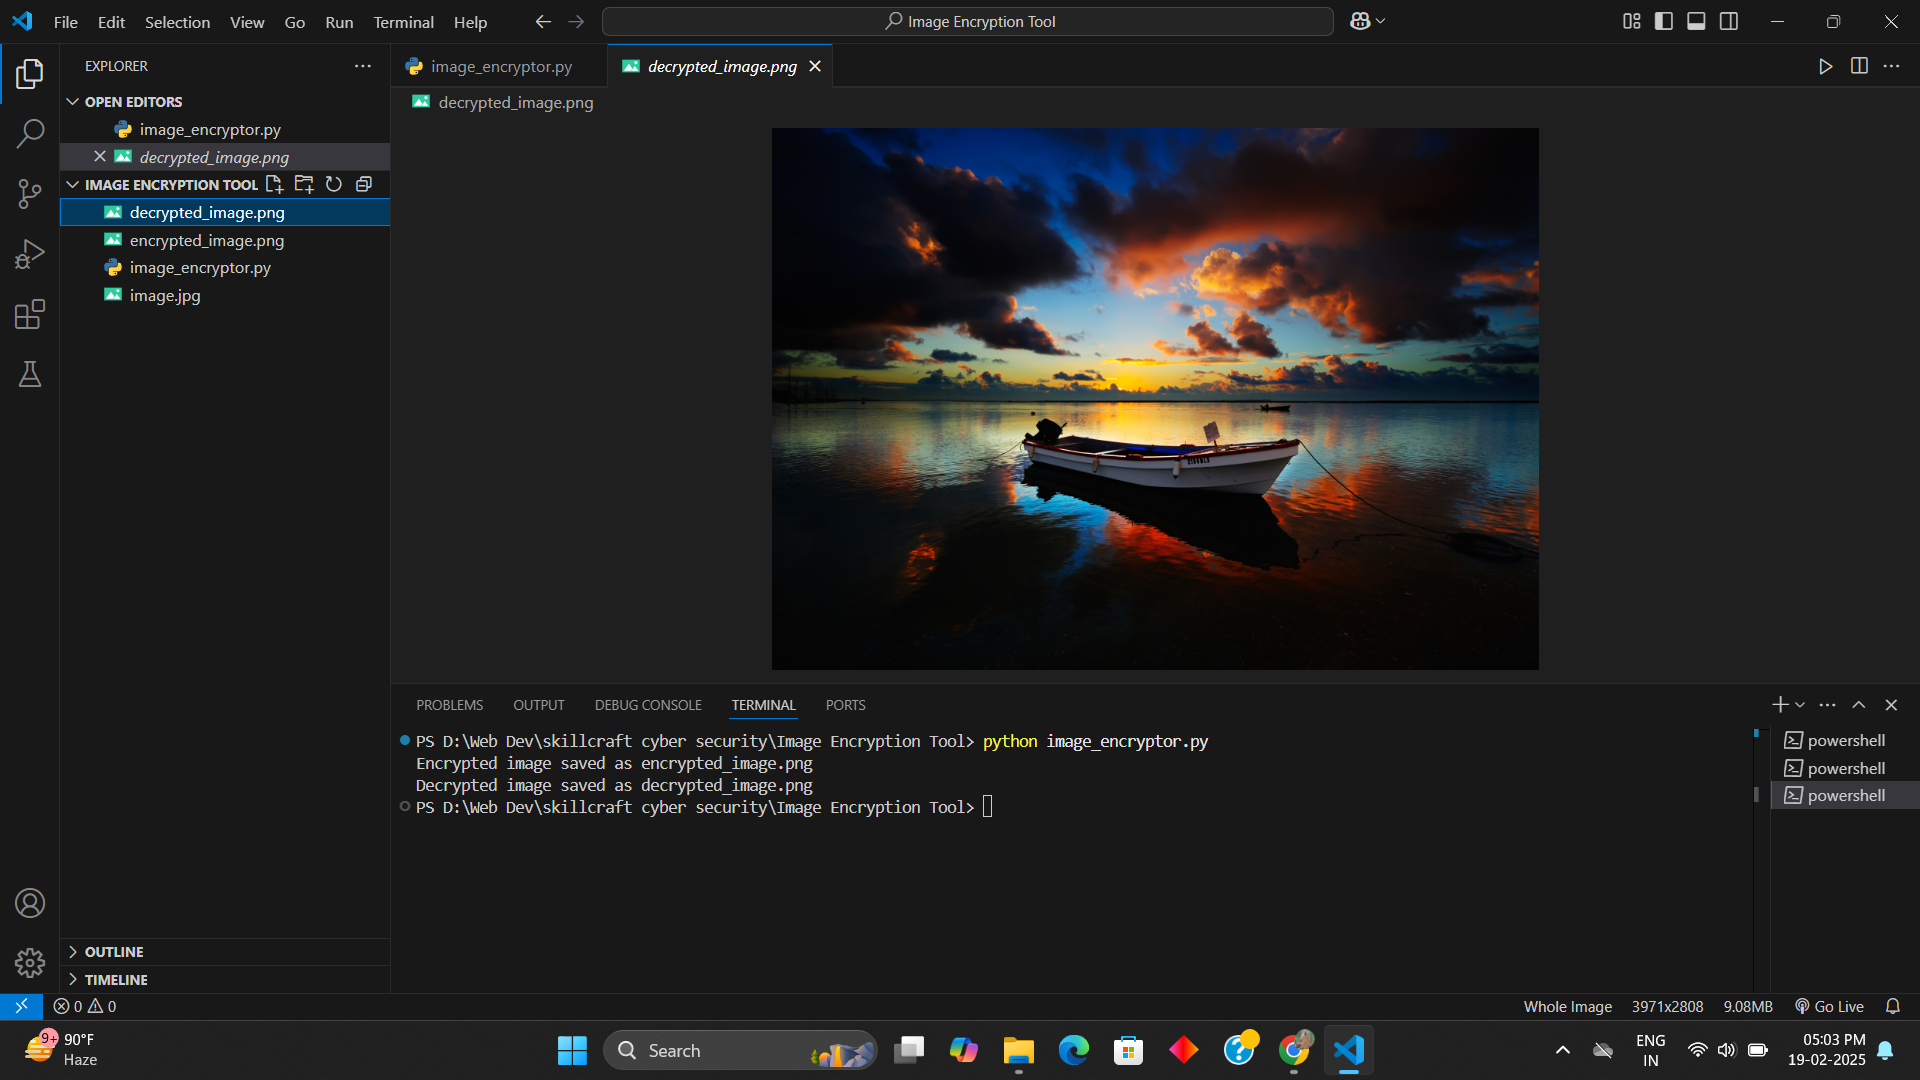 File Edit Selection View Go Run Terminal Help
Image Encryption Tool
EXPLORER
OPEN EDITORS
image_encryptor.py
decrypted_image.png
IMAGE ENCRYPTION TOOL
decrypted_image.png
encrypted_image.png
image_encryptor.py
image.jpg
OUTLINE
TIMELINE
image_encryptor.py
decrypted_image.png
decrypted_image.png
PROBLEMS OUTPUT DEBUG CONSOLE TERMINAL PORTS
PS D:\Web Dev\skillcraft cyber security\Image Encryption Tool> python image_encryptor.py
Encrypted image saved as encrypted_image.png
Decrypted image saved as decrypted_image.png
PS D:\Web Dev\skillcraft cyber security\Image Encryption Tool>
powershell
powershell
powershell
0 0
Whole Image 3971x2808 9.08MB Go Live
9+
90°F
Haze
Search
ENG
IN
05:03 PM
19-02-2025